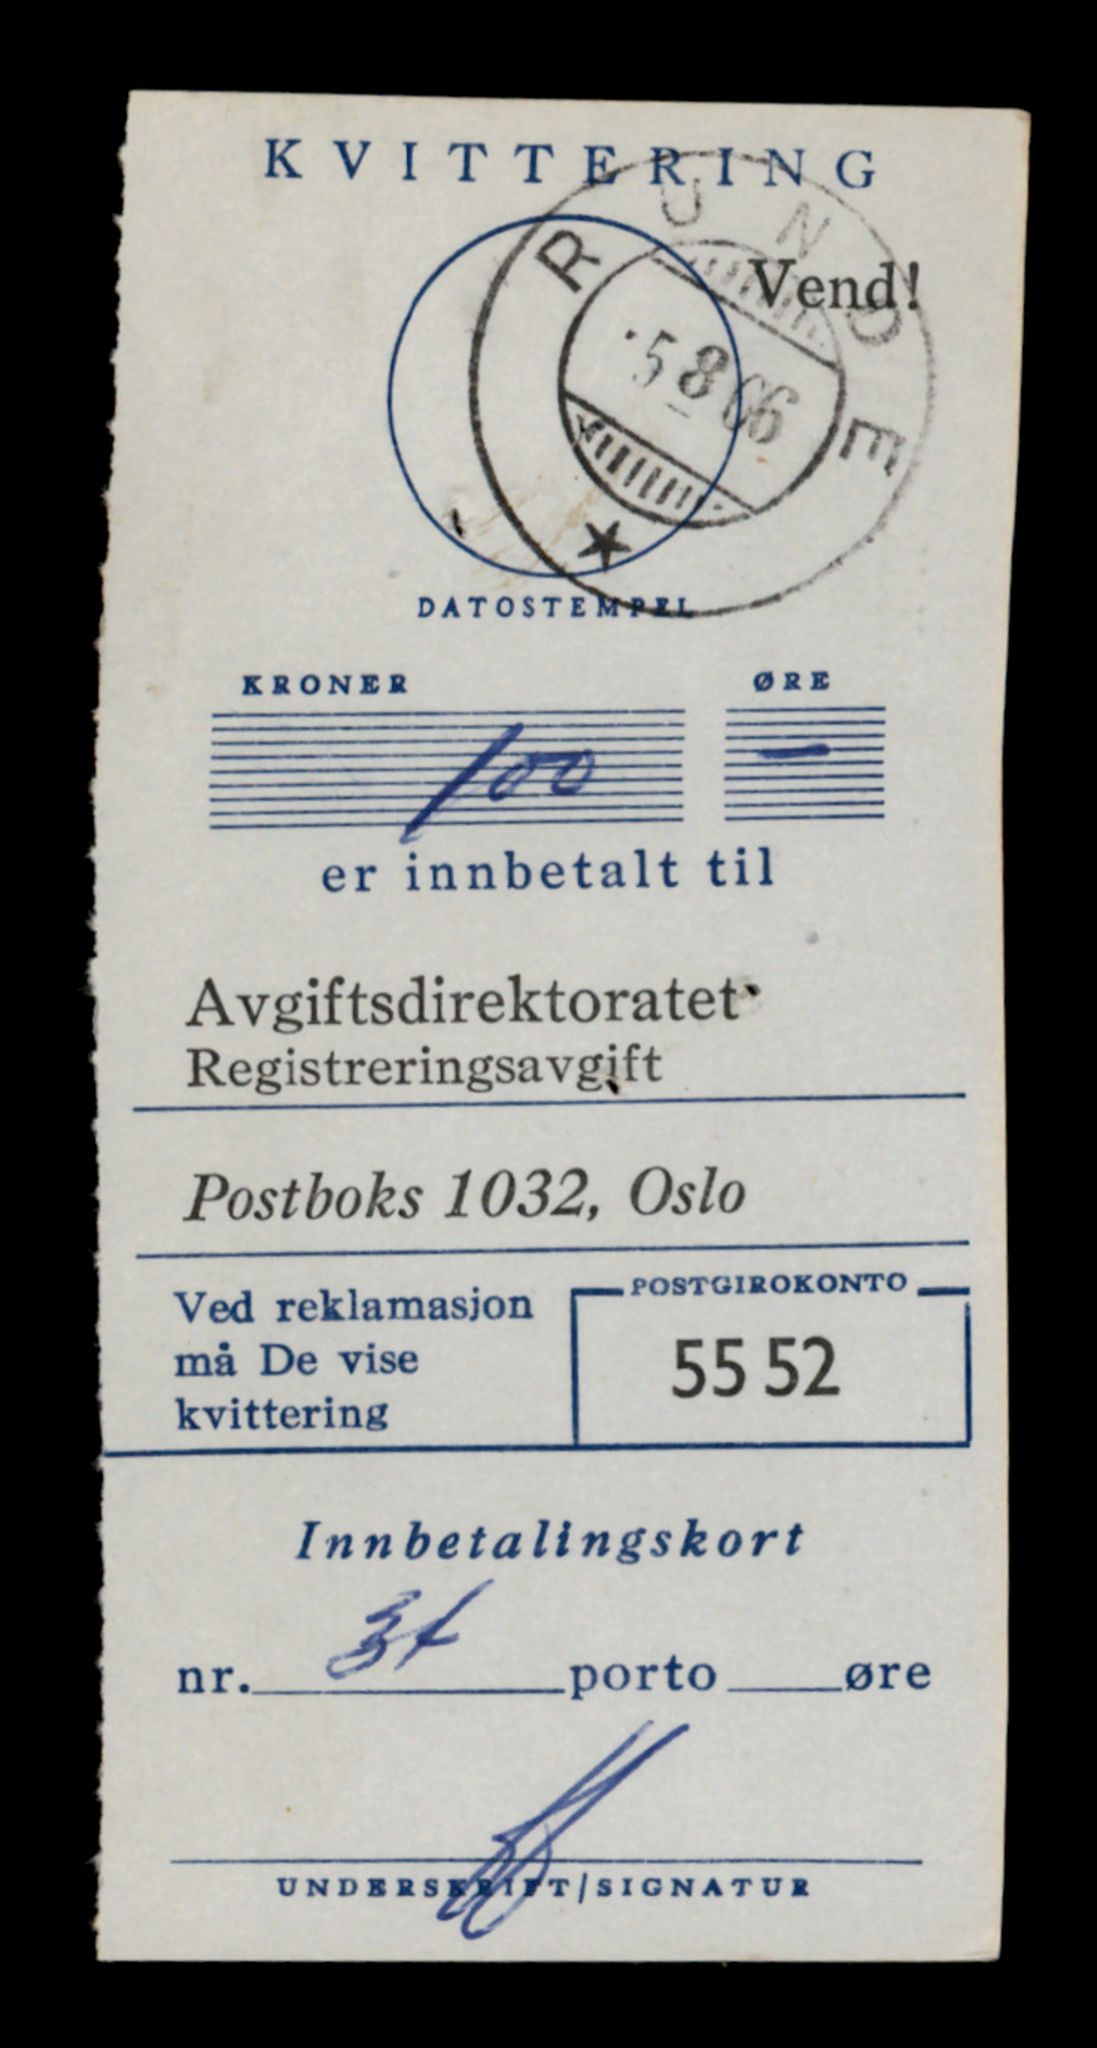 KVITTERING
RUNDE
Vend!
5 8 66
DATOSTEMPEL
KRONER ØRE
100 —
er innbetalt til
Avgiftsdirektoratet
Registreringsavgift
Postboks 1032, Oslo
Ved reklamasjon
må De vise
kvittering
POSTGIROKONTO
55 52
Innbetalingskort
nr. porto øre
UNDERSKRIFT/SIGNATUR